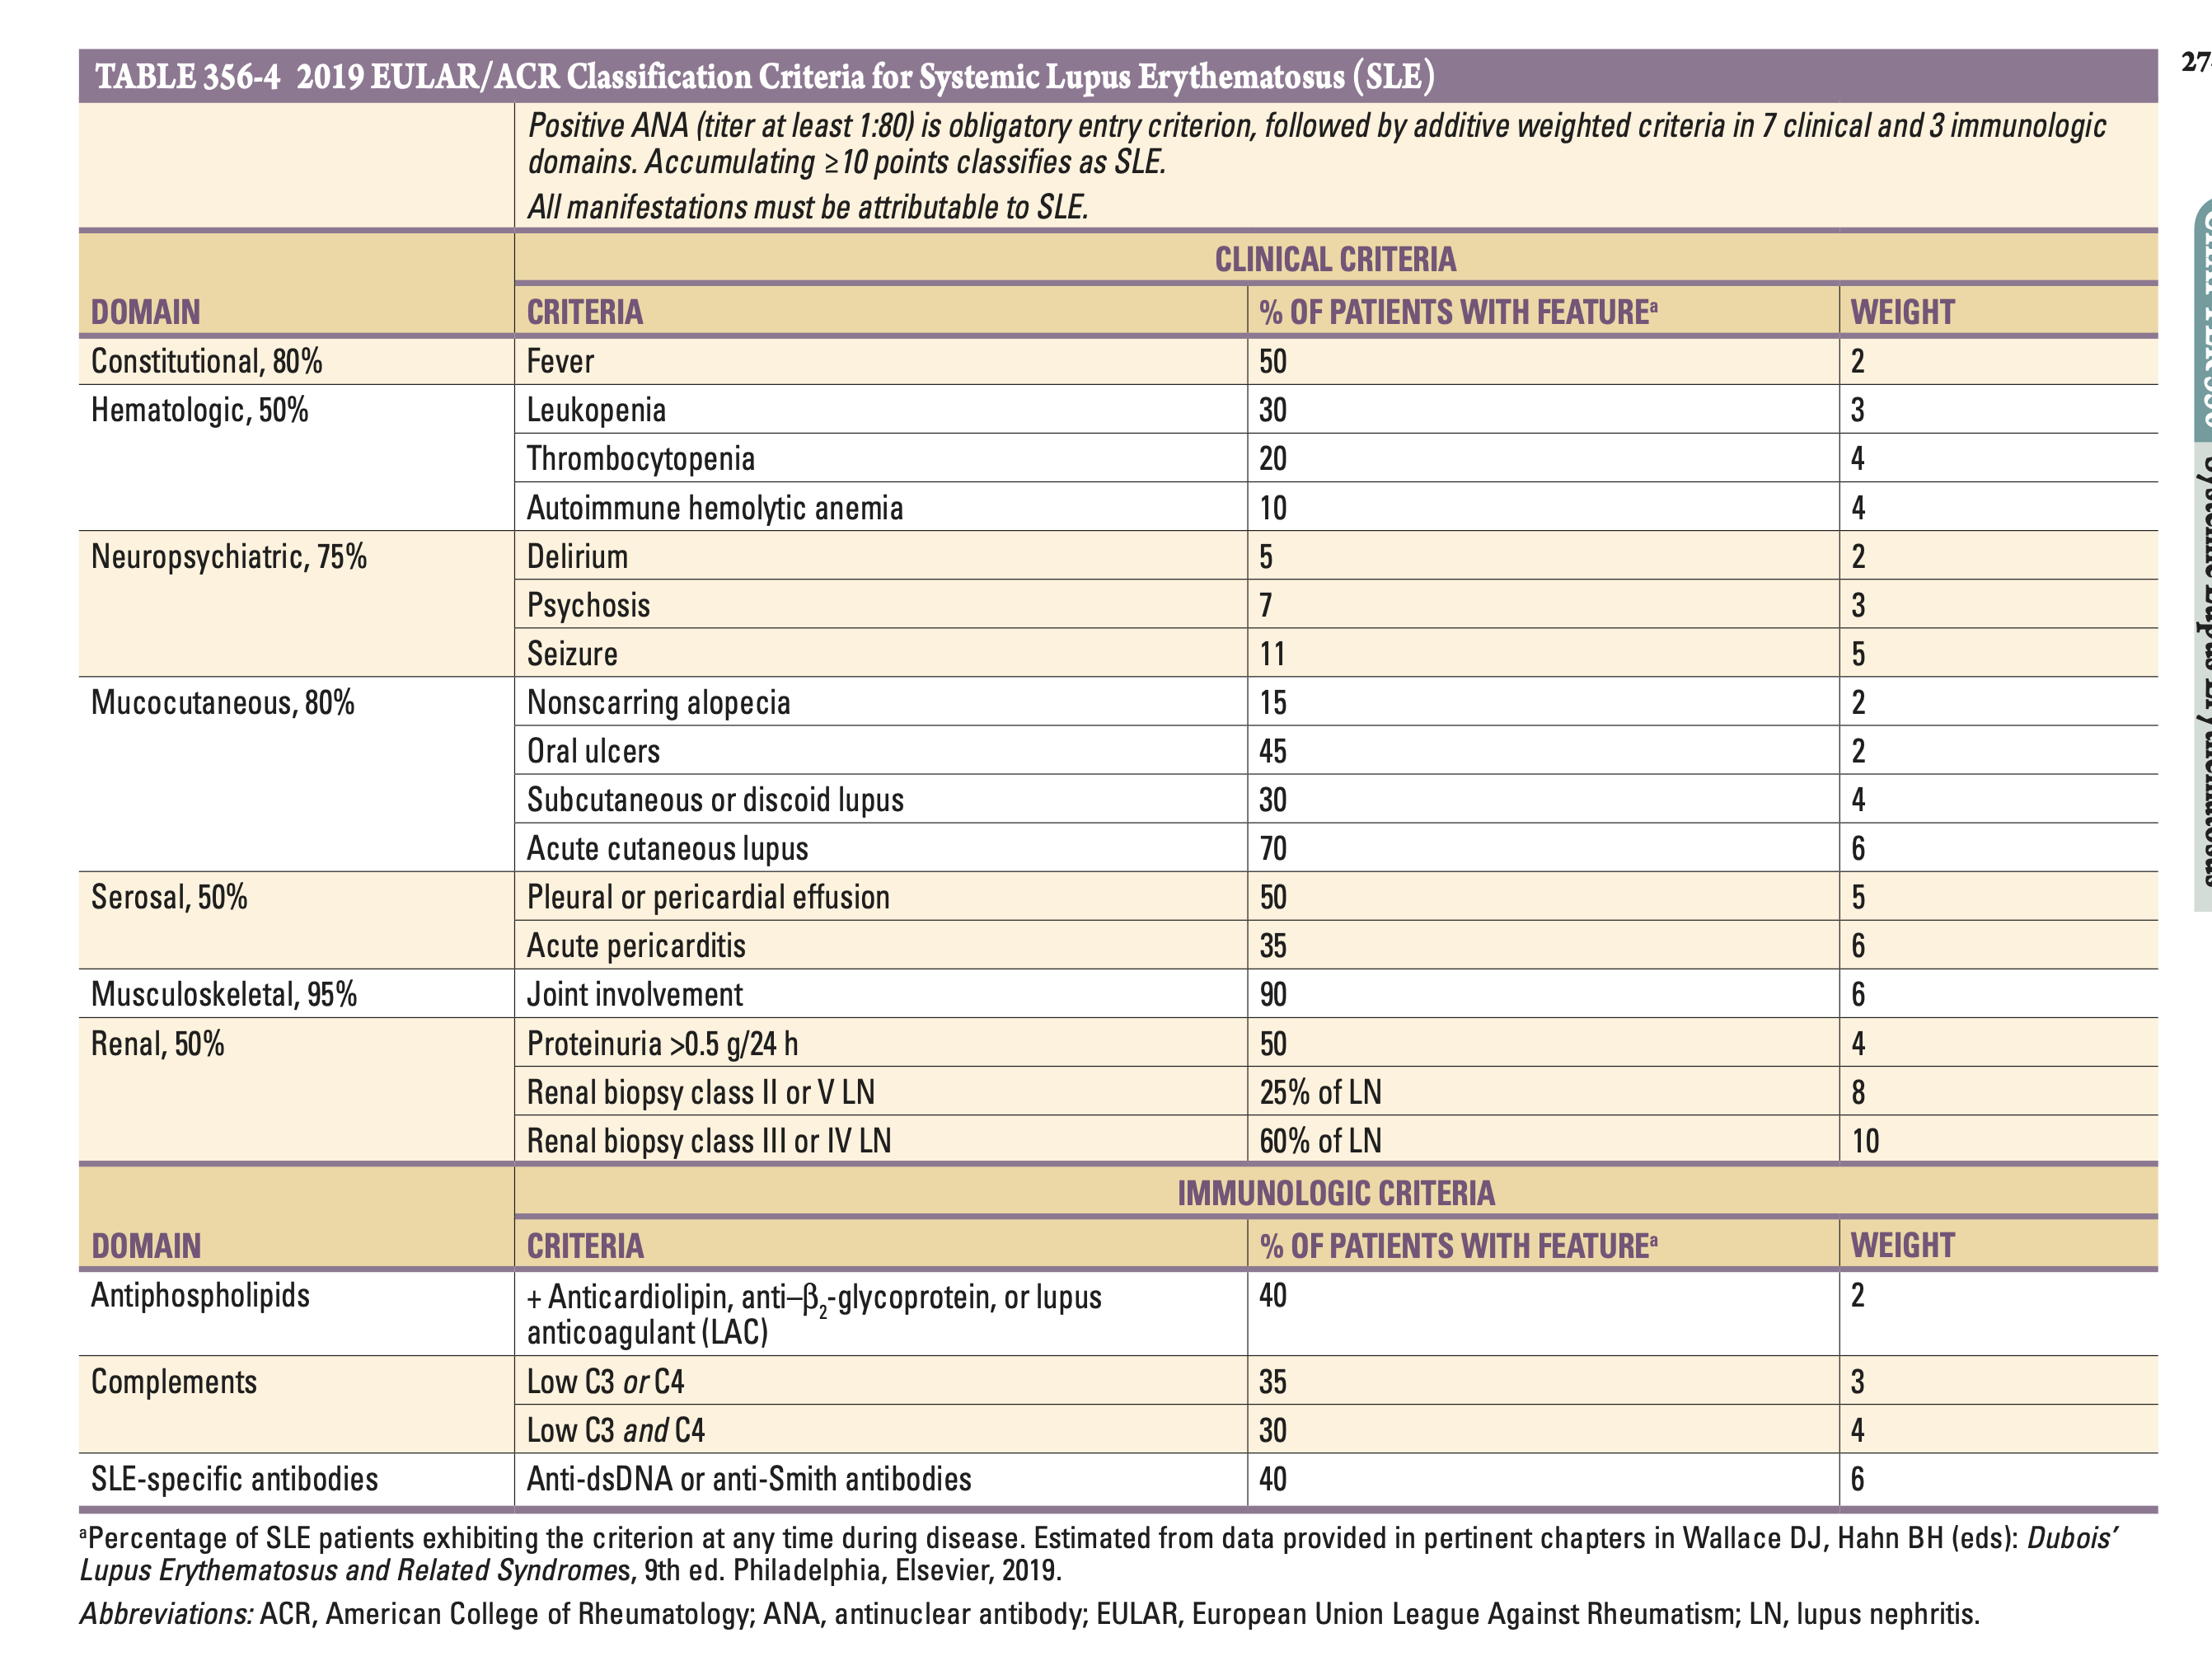 TABLE 356-4 2019 EULAR/ACR Classification Criteria for Systemic Lupus Erythematosus (SLE)
Positive ANA (titer at least 1:80) is obligatory entry criterion, followed by additive weighted criteria in 7 clinical and 3 immunologic
domains. Accumulating ≥10 points classifies as SLE.
All manifestations must be attributable to SLE.
CLINICAL CRITERIA
DOMAIN CRITERIA % OF PATIENTS WITH FEATUREᵃ WEIGHT
Constitutional, 80% Fever 50 2
Hematologic, 50% Leukopenia 30 3
Thrombocytopenia 20 4
Autoimmune hemolytic anemia 10 4
Neuropsychiatric, 75% Delirium 5 2
Psychosis 7 3
Seizure 11 5
Mucocutaneous, 80% Nonscarring alopecia 15 2
Oral ulcers 45 2
Subcutaneous or discoid lupus 30 4
Acute cutaneous lupus 70 6
Serosal, 50% Pleural or pericardial effusion 50 5
Acute pericarditis 35 6
Musculoskeletal, 95% Joint involvement 90 6
Renal, 50% Proteinuria >0.5 g/24 h 50 4
Renal biopsy class II or V LN 25% of LN 8
Renal biopsy class III or IV LN 60% of LN 10
IMMUNOLOGIC CRITERIA
DOMAIN CRITERIA % OF PATIENTS WITH FEATUREᵃ WEIGHT
Antiphospholipids + Anticardiolipin, anti–β₂-glycoprotein, or lupus 40 2
anticoagulant (LAC)
Complements Low C3 or C4 35 3
Low C3 and C4 30 4
SLE-specific antibodies Anti-dsDNA or anti-Smith antibodies 40 6
ᵃPercentage of SLE patients exhibiting the criterion at any time during disease. Estimated from data provided in pertinent chapters in Wallace DJ, Hahn BH (eds): Dubois’
Lupus Erythematosus and Related Syndromes, 9th ed. Philadelphia, Elsevier, 2019.
Abbreviations: ACR, American College of Rheumatology; ANA, antinuclear antibody; EULAR, European Union League Against Rheumatism; LN, lupus nephritis.
27
Systemic Lupus Erythematosus